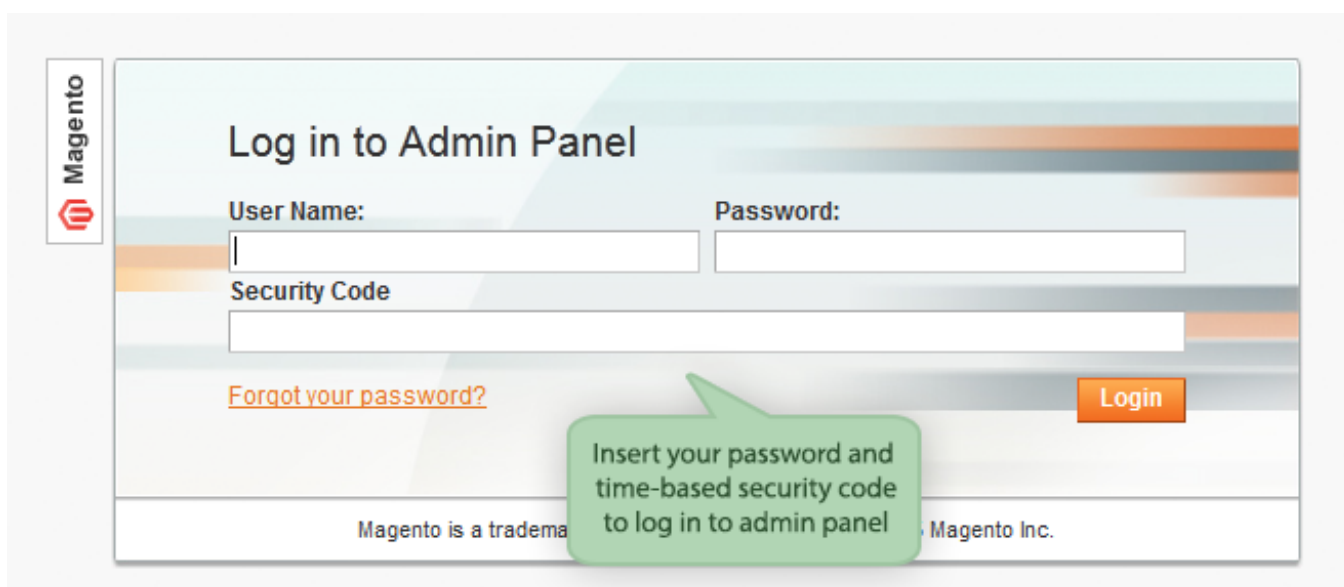 Magento
Log in to Admin Panel
User Name:
Password:
Security Code
Forgot your password?
Login
Insert your password and
time-based security code
to log in to admin panel
Magento is a Magento Inc.